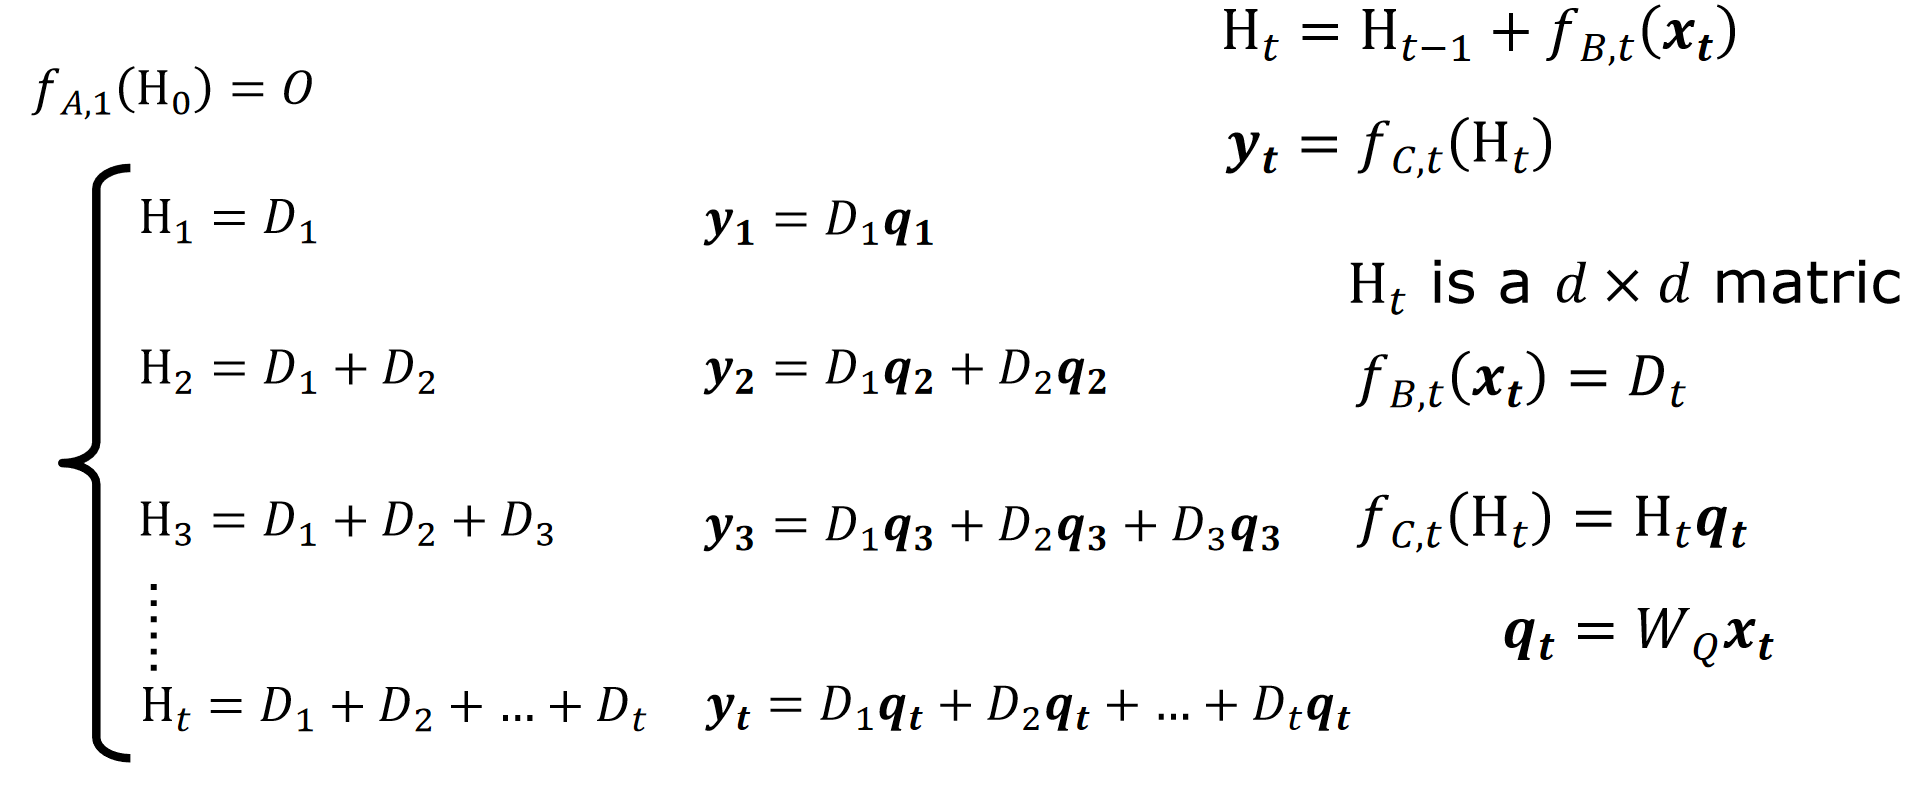 H_t = H_{t−1} + f_{B,t}(x_t)
f_{A,1}(H_0) = O
y_t = f_{C,t}(H_t)
H_1 = D_1
y_1 = D_1q_1
H_t is a d × d matric
H_2 = D_1 + D_2
y_2 = D_1q_2 + D_2q_2
f_{B,t}(x_t) = D_t
H_3 = D_1 + D_2 + D_3
y_3 = D_1q_3 + D_2q_3 + D_3q_3
f_{C,t}(H_t) = H_tq_t
q_t = W_Qx_t
H_t = D_1 + D_2 + … + D_t
y_t = D_1q_t + D_2q_t + … + D_tq_t